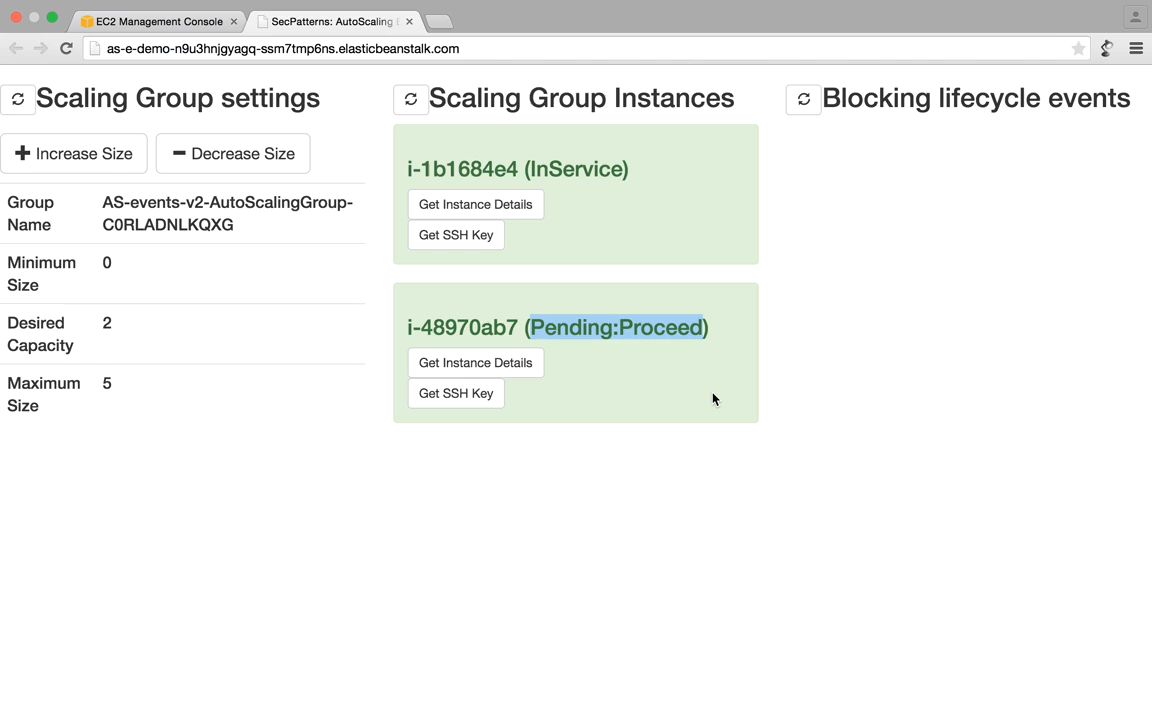 EC2 Management Console
SecPatterns: AutoScaling
as-e-demo-n9u3hnjgyagq-ssm7tmp6ns.elasticbeanstalk.com
Scaling Group settings
Increase Size
Decrease Size
Group Name
AS-events-v2-AutoScalingGroup-
C0RLADNLKQXG
Minimum Size
0
Desired Capacity
2
Maximum Size
5
Scaling Group Instances
i-1b1684e4 (InService)
Get Instance Details
Get SSH Key
i-48970ab7 (Pending:Proceed)
Get Instance Details
Get SSH Key
Blocking lifecycle events